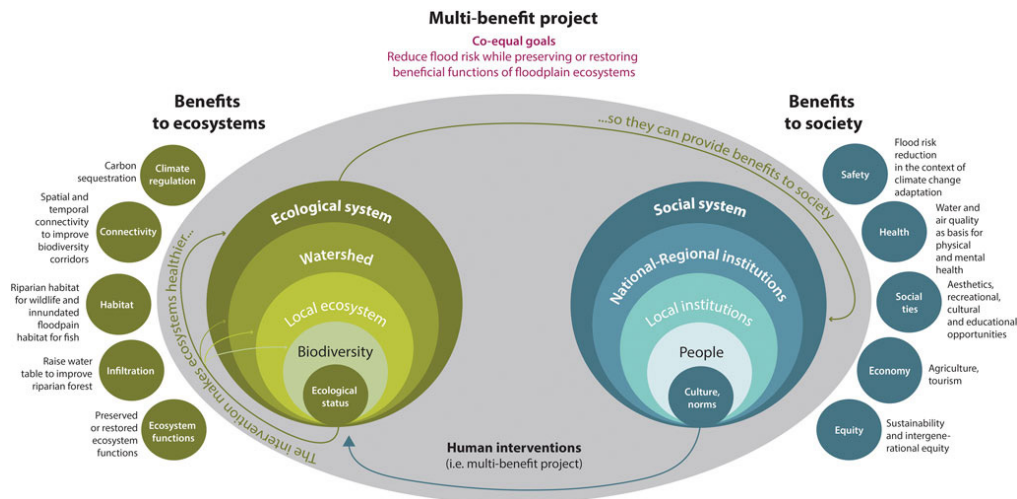 Multi-benefit project
Co-equal goals
Reduce flood risk while preserving or restoring
beneficial functions of floodplain ecosystems
Benefits
to ecosystems
Carbon
sequestration
Climate
regulation
Spatial and
temporal
connectivity
to improve
biodiversity
corridors
Connectivity
Riparian habitat
for wildlife and
innundated
floodpain
habitat for fish
Habitat
Raise water
table to improve
riparian forest
Infiltration
Preserved
or restored
ecosystem
functions
Ecosystem
functions
The intervention makes ecosystems healthier...
Ecological system
Watershed
Local ecosystem
Biodiversity
Ecological
status
...so they can provide benefits to society
Social system
National-Regional institutions
Local institutions
People
Culture,
norms
Human interventions
(i.e. multi-benefit project)
Benefits
to society
Safety
Flood risk
reduction
in the context of
climate change
adaptation
Health
Water and
air quality
as basis for
physical
and mental
health
Social
ties
Aesthetics,
recreational,
cultural
and educational
opportunities
Economy
Agriculture,
tourism
Equity
Sustainability
and intergene-
rational equity